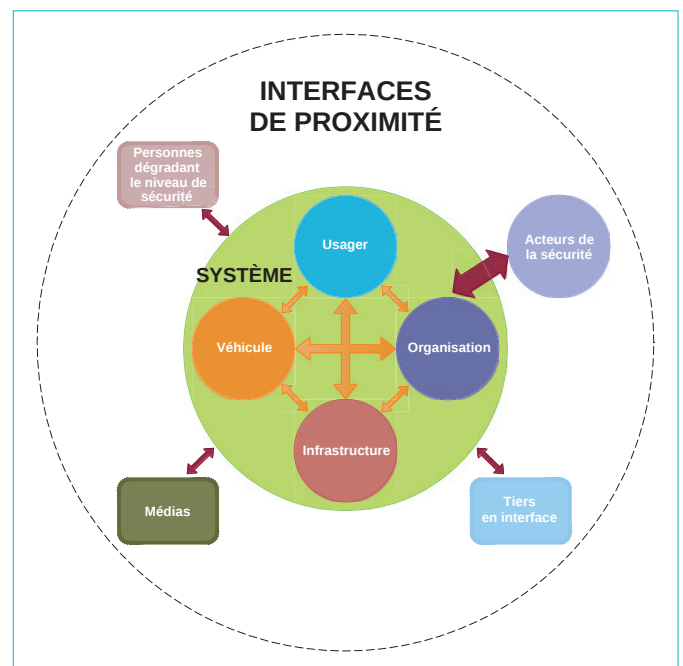 INTERFACES
DE PROXIMITÉ
Personnes
dégradant
le niveau de
sécurité
Usager
Acteurs de
la sécurité
SYSTÈME
Véhicule
Organisation
Infrastructure
Médias
Tiers
en interface